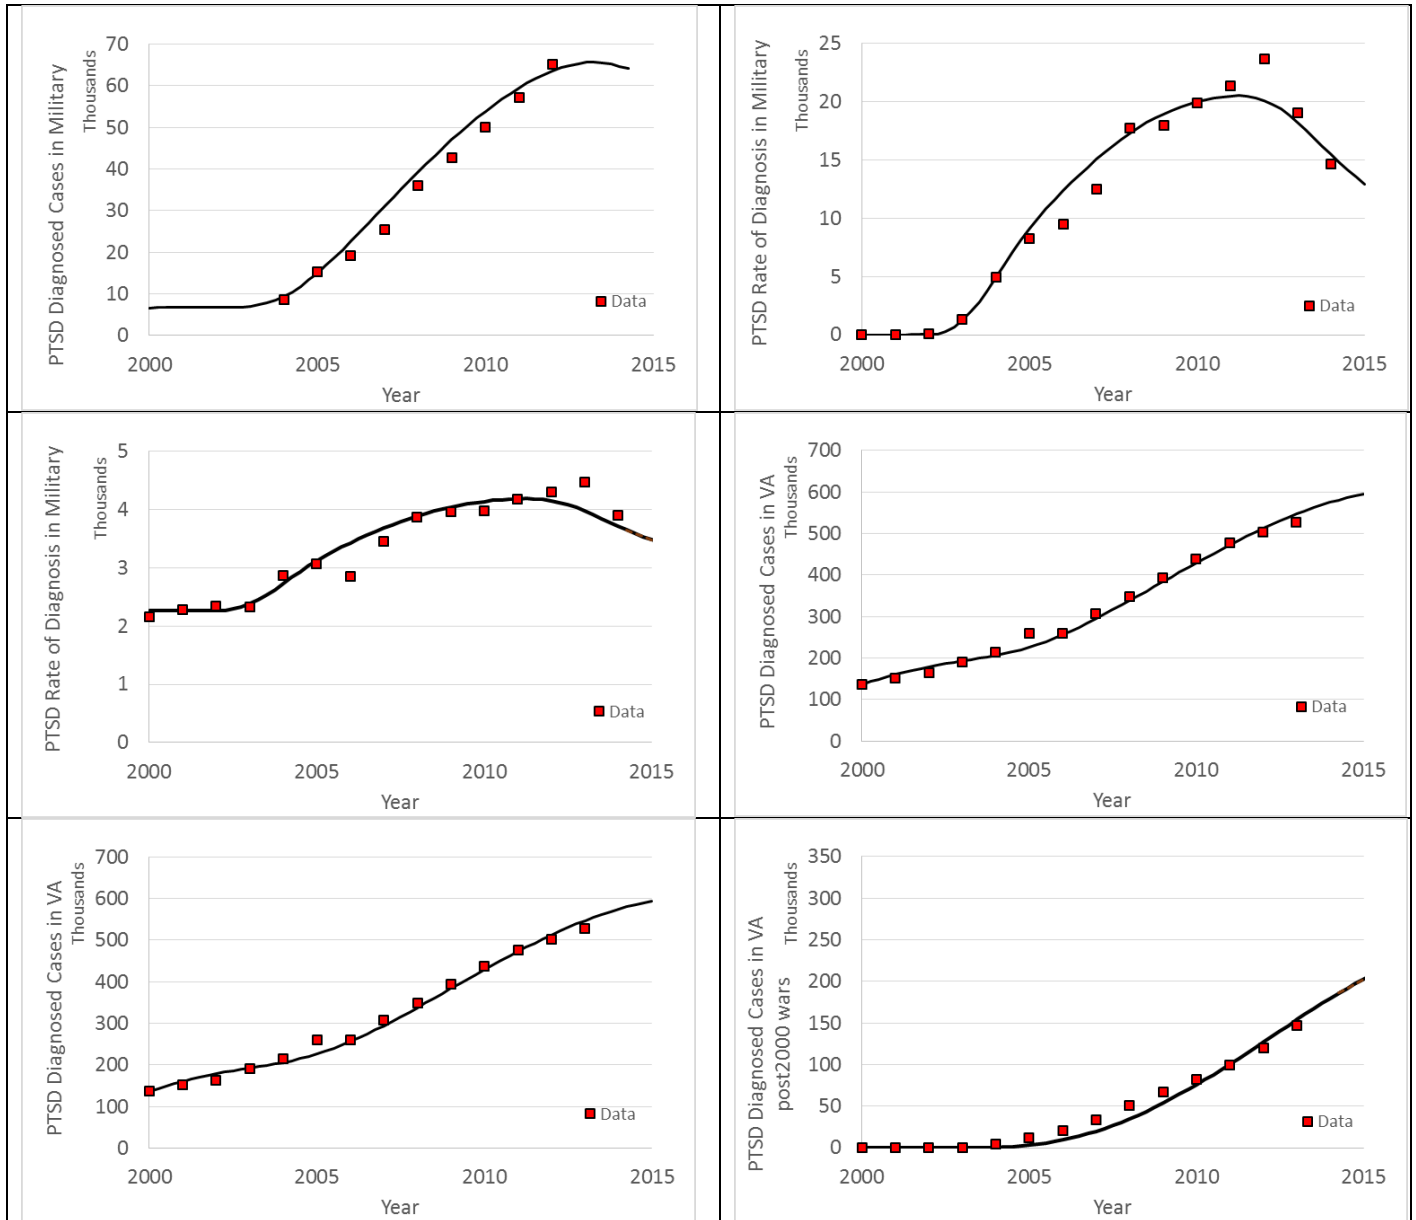 PTSD Diagnosed Cases in Military
Thousands
70
60
50
40
30
20
10
0
2000 2005 2010 2015
Year
Data
PTSD Rate of Diagnosis in Military
Thousands
25
20
15
10
5
0
2000 2005 2010 2015
Year
Data
PTSD Rate of Diagnosis in Military
Thousands
5
4
3
2
1
0
2000 2005 2010 2015
Year
Data
PTSD Diagnosed Cases in VA
Thousands
700
600
500
400
300
200
100
0
2000 2005 2010 2015
Year
Data
PTSD Diagnosed Cases in VA
Thousands
700
600
500
400
300
200
100
0
2000 2005 2010 2015
Year
Data
PTSD Diagnosed Cases in VA
post2000 wars
Thousands
350
300
250
200
150
100
50
0
2000 2005 2010 2015
Year
Data